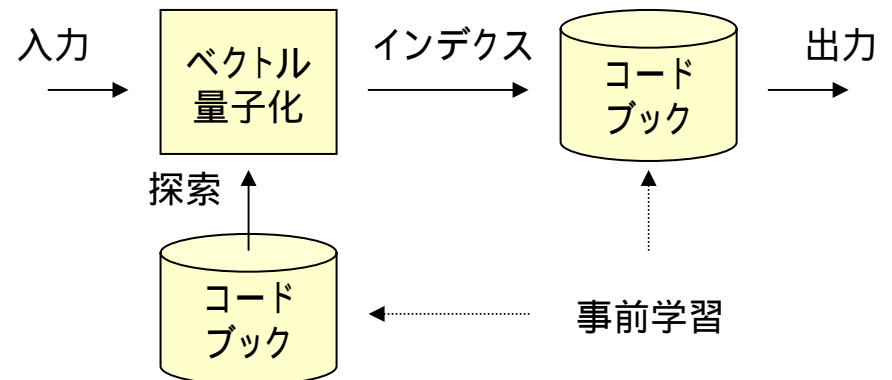 入力
ベクトル
量子化
インデクス
コード
ブック
出力
探索
コード
ブック
事前学習